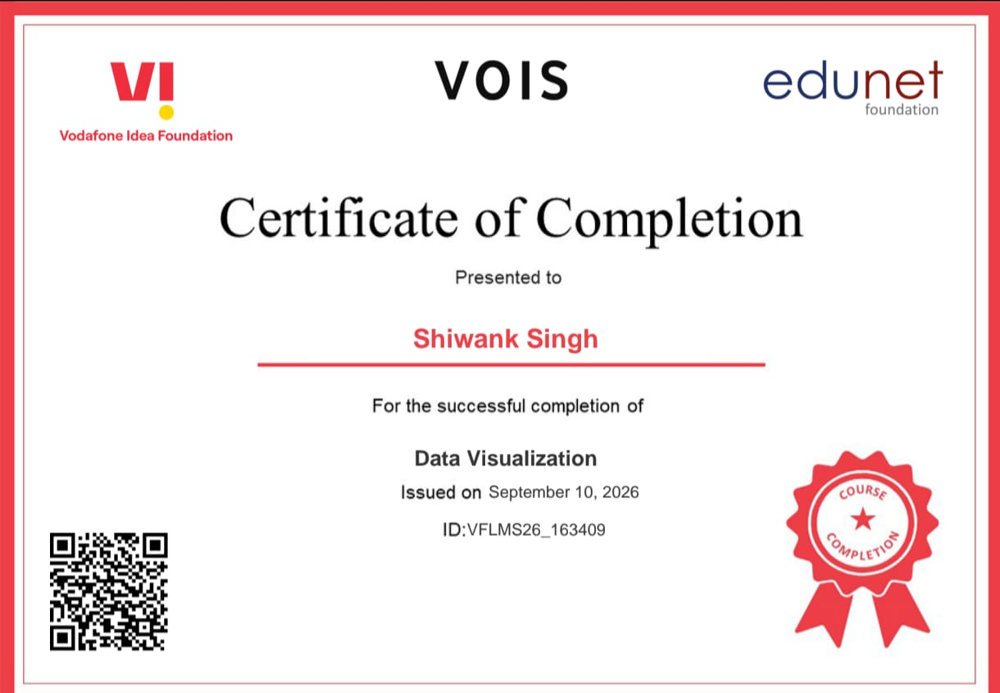 VI
Vodafone Idea Foundation
VOIS
edunet
foundation
Certificate of Completion
Presented to
Shiwank Singh
For the successful completion of
Data Visualization
Issued on September 10, 2026
ID:VFLMS26_163409
COURSE
COMPLETION